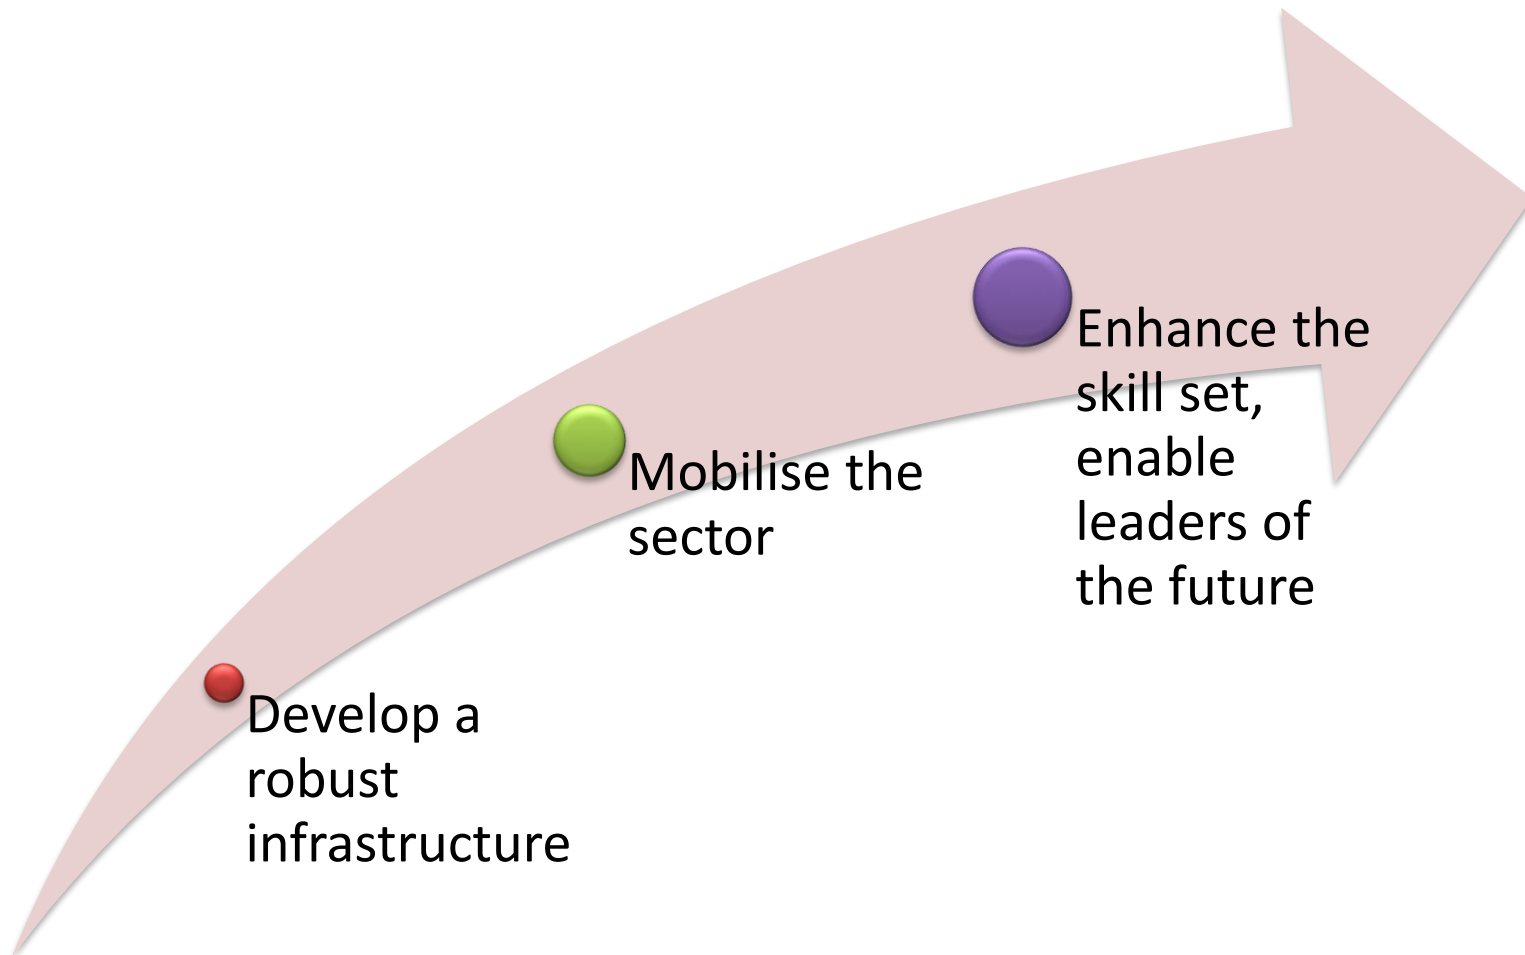 Develop a
robust
infrastructure
Mobilise the
sector
Enhance the
skill set,
enable
leaders of
the future